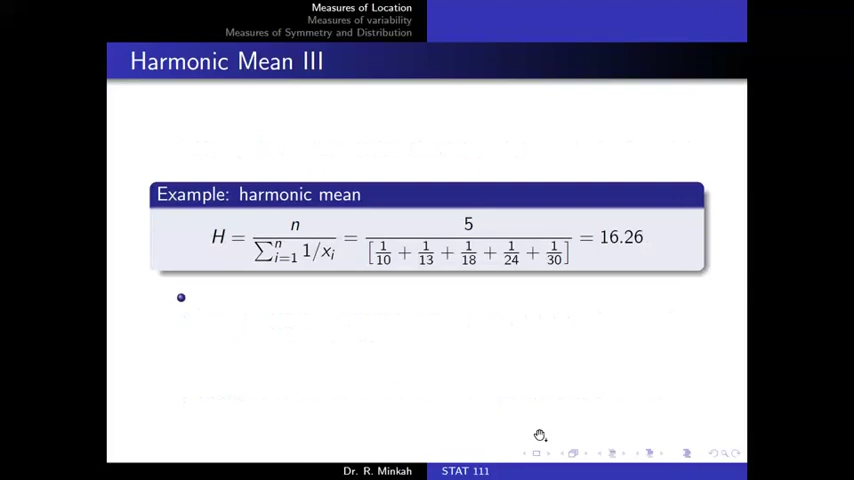 Measures of Location
Measures of variability
Measures of Symmetry and Distribution
Harmonic Mean III
Example: harmonic mean
H = n / ∑_{i=1}^{n} 1/x_i = 5 / [1/10 + 1/13 + 1/18 + 1/24 + 1/30] = 16.26
Dr. R. Minkah STAT 111